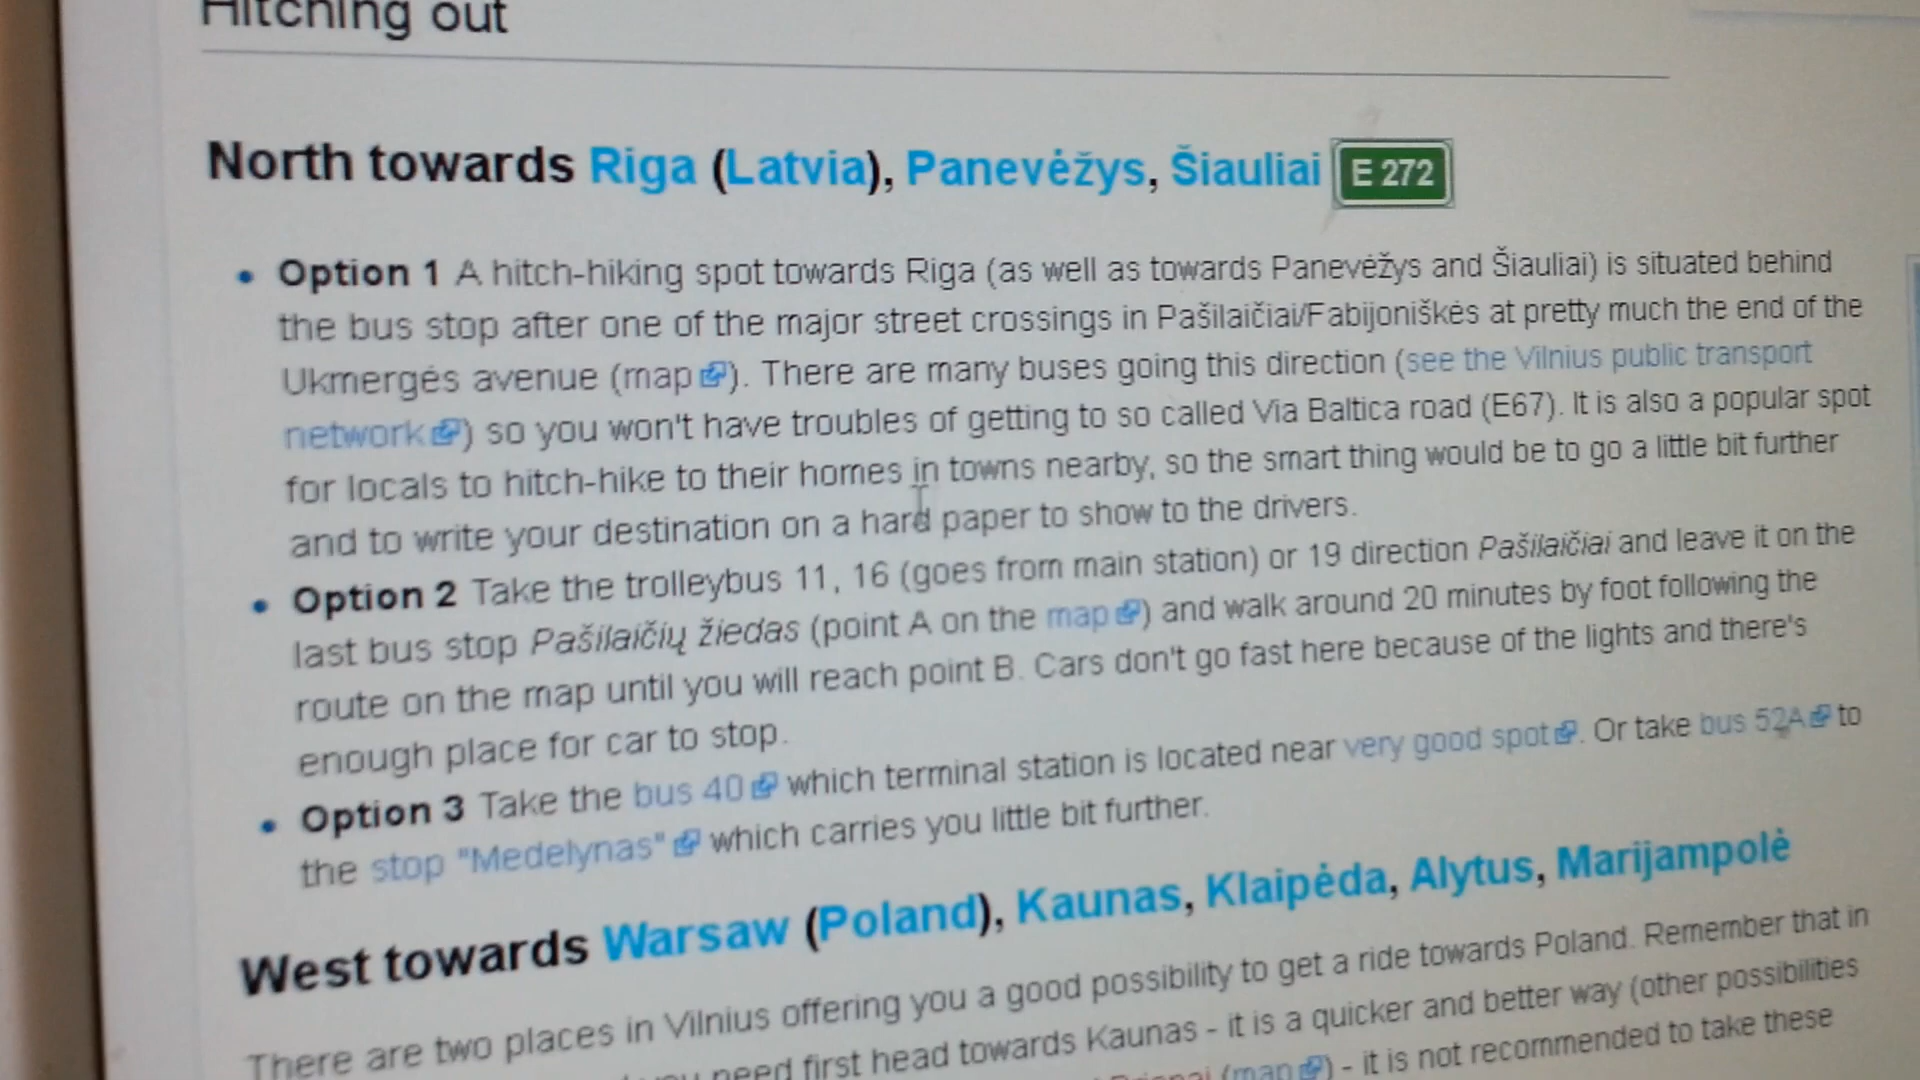 Hitching out
North towards Riga (Latvia), Panevėžys, Šiauliai E 272
• Option 1 A hitch-hiking spot towards Riga (as well as towards Panevėžys and Šiauliai) is situated behind
the bus stop after one of the major street crossings in Pašilaičiai/Fabijoniškės at pretty much the end of the
Ukmergės avenue (map). There are many buses going this direction (see the Vilnius public transport
network) so you won't have troubles of getting to so called Via Baltica road (E67). It is also a popular spot
for locals to hitch-hike to their homes in towns nearby, so the smart thing would be to go a little bit further
and to write your destination on a hard paper to show to the drivers.
• Option 2 Take the trolleybus 11, 16 (goes from main station) or 19 direction Pašilaičiai and leave it on the
last bus stop Pašilaičių žiedas (point A on the map) and walk around 20 minutes by foot following the
route on the map until you will reach point B. Cars don't go fast here because of the lights and there's
enough place for car to stop.
• Option 3 Take the bus 40 which terminal station is located near very good spot. Or take bus 52A to
the stop "Medelynas" which carries you little bit further.
West towards Warsaw (Poland), Kaunas, Klaipėda, Alytus, Marijampolė
There are two places in Vilnius offering you a good possibility to get a ride towards Poland. Remember that in
you need first head towards Kaunas - it is a quicker and better way (other possibilities
(map) - it is not recommended to take these